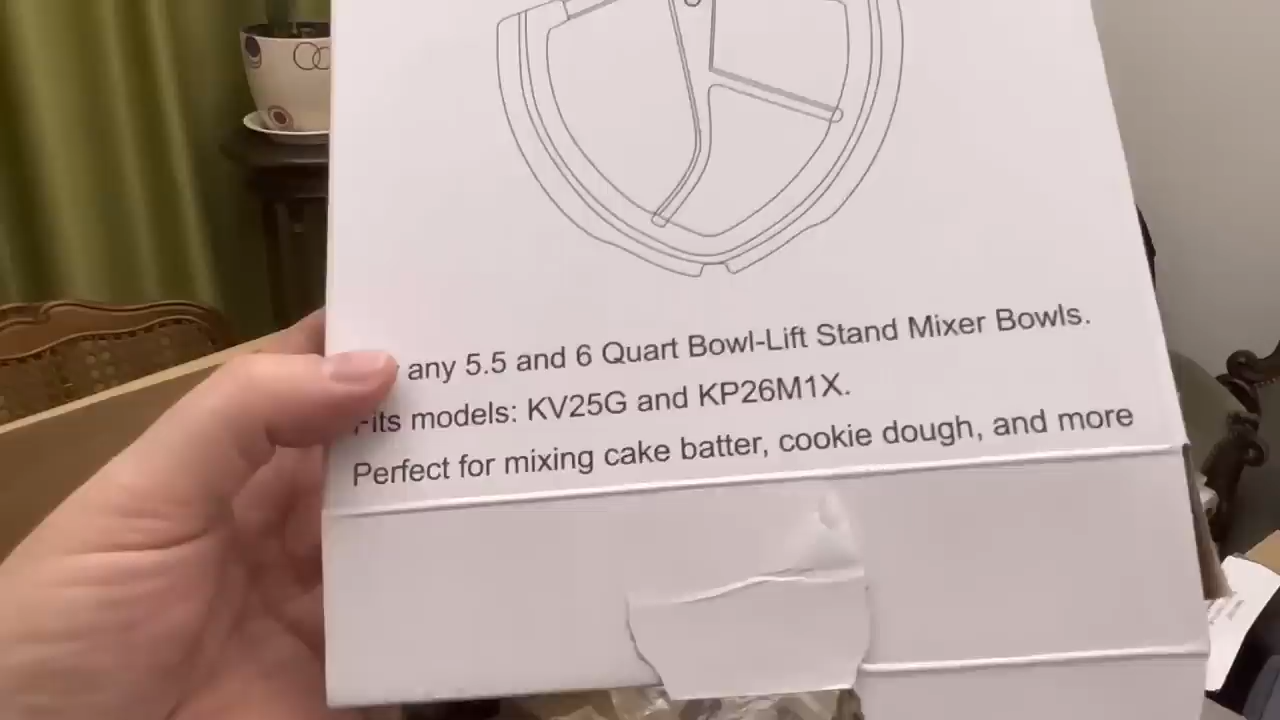 any 5.5 and 6 Quart Bowl-Lift Stand Mixer Bowls.
Fits models: KV25G and KP26M1X.
Perfect for mixing cake batter, cookie dough, and more